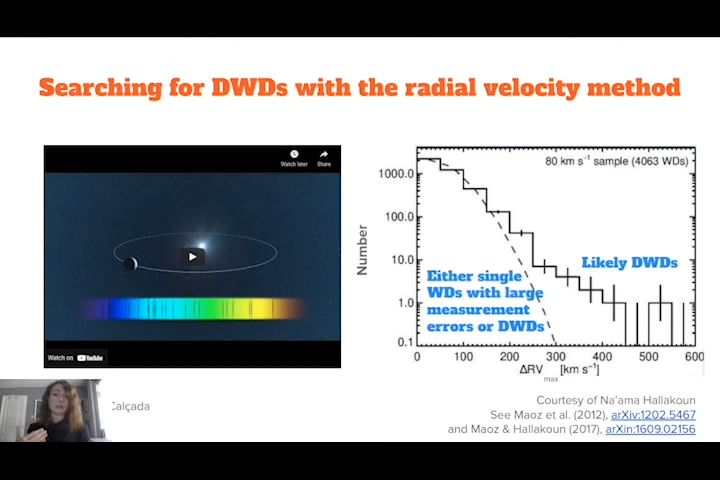 Searching for DWDs with the radial velocity method
Watch later
Share
Watch on YouTube
Calçada
80 km s⁻¹ sample (4063 WDs)
Number
1000.0
100.0
10.0
1.0
0.1
Likely DWDs
Either single
WDs with large
measurement
errors or DWDs
0 100 200 300 400 500 600
ΔRV max [km s⁻¹]
Courtesy of Na'ama Hallakoun
See Maoz et al. (2012), arXiv:1202.5467
and Maoz & Hallakoun (2017), arXin:1609.02156